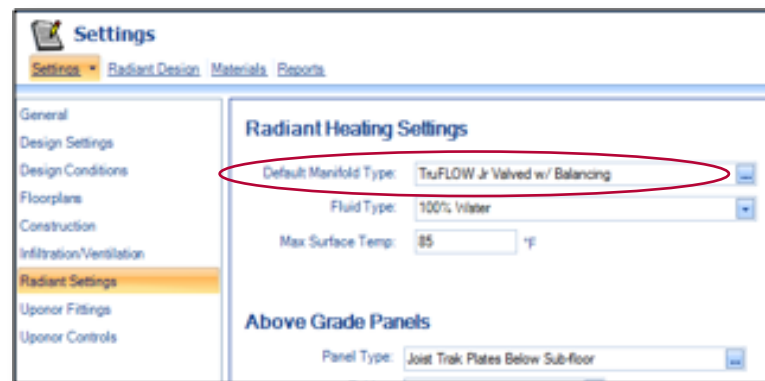 Settings
Settings Radiant Design Materials Reports
General
Design Settings
Design Conditions
Floorplans
Construction
Infiltration/Ventilation
Radiant Settings
Uponor Fittings
Uponor Controls
Radiant Heating Settings
Default Manifold Type: TruFLOW Jr Valved w/ Balancing ...
Fluid Type: 100% Water
Max Surface Temp: 85 °F
Above Grade Panels
Panel Type: Joist Trak Plates Below Sub-floor ...